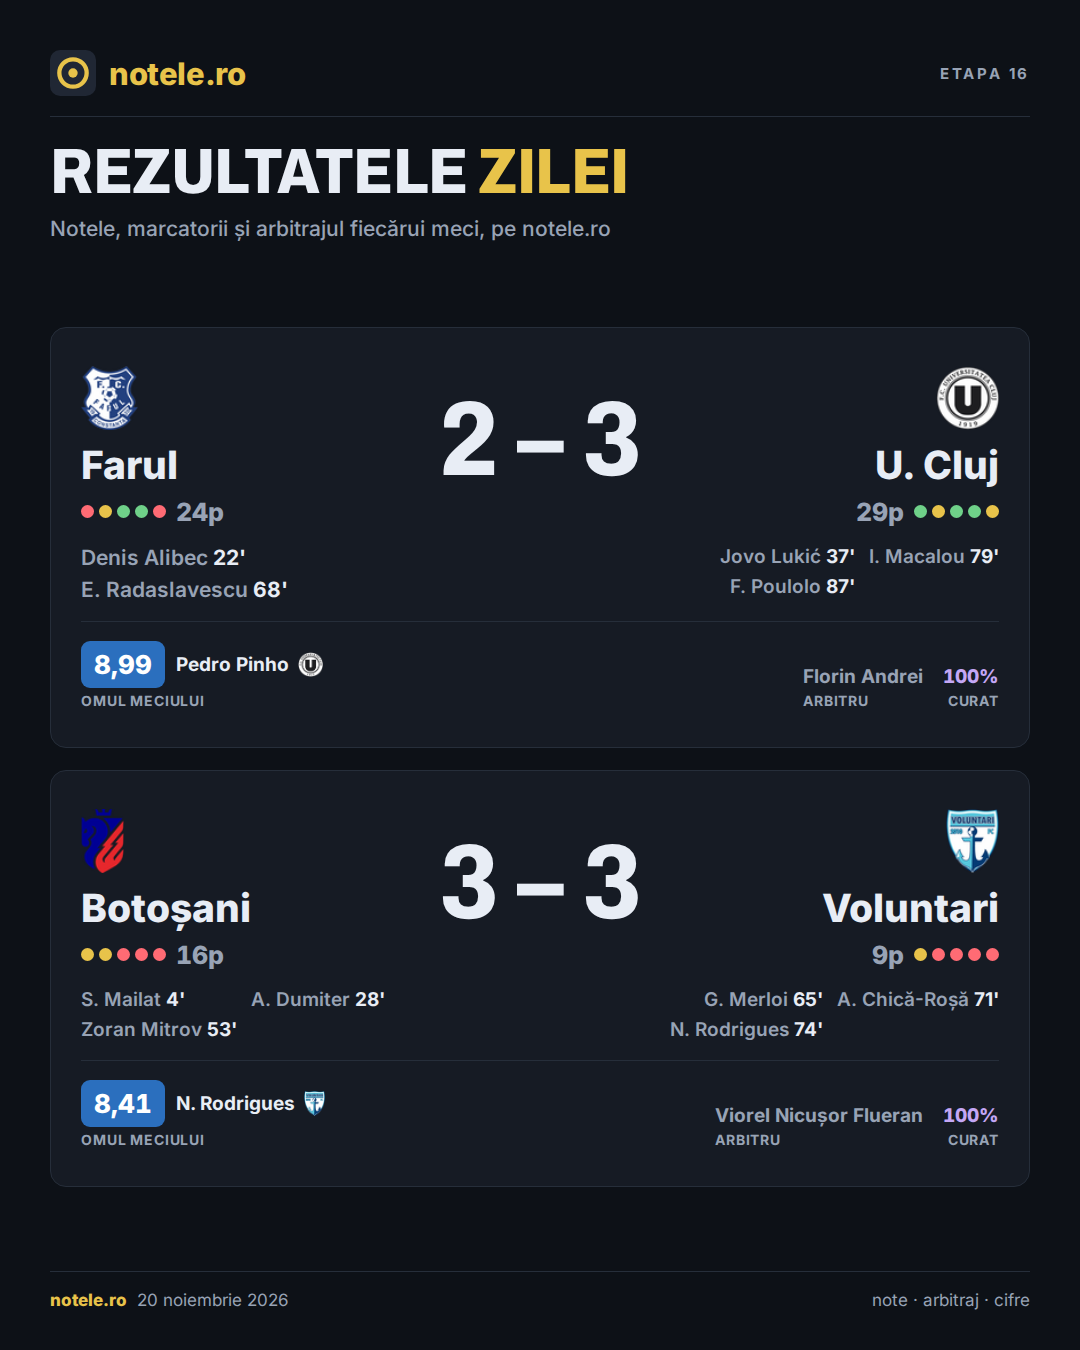 notele.ro
ETAPA 16
REZULTATELE ZILEI
Notele, marcatorii și arbitrajul fiecărui meci, pe notele.ro
2 – 3
Farul
U. Cluj
24p
29p
Denis Alibec 22'
E. Radaslavescu 68'
Jovo Lukić 37' I. Macalou 79'
F. Poulolo 87'
8,99 Pedro Pinho
OMUL MECIULUI
Florin Andrei 100%
ARBITRU CURAT
VOLUNTARI
3 – 3
Botoșani
Voluntari
16p
9p
S. Mailat 4' A. Dumiter 28'
Zoran Mitrov 53'
G. Merloi 65' A. Chică-Roșă 71'
N. Rodrigues 74'
8,41 N. Rodrigues
OMUL MECIULUI
Viorel Nicușor Flueran 100%
ARBITRU CURAT
notele.ro 20 noiembrie 2026
note · arbitraj · cifre